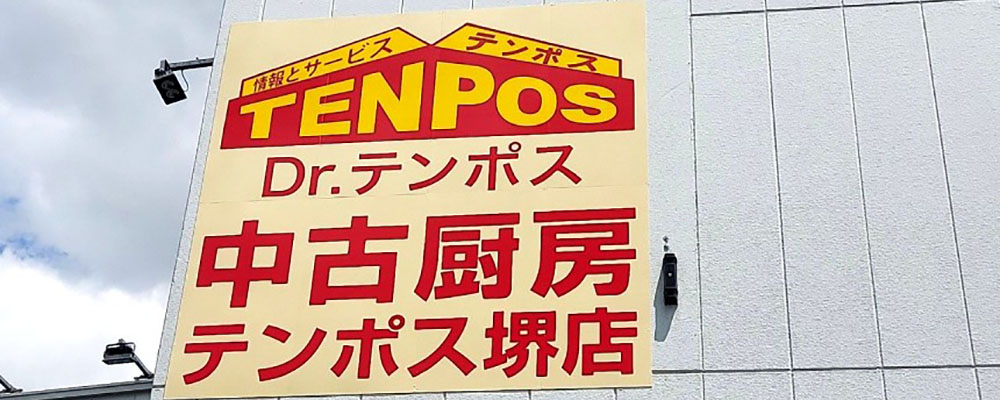 情報とサービス
テンポス
TENPOS
Dr.テンポス
中古厨房
テンポス堺店